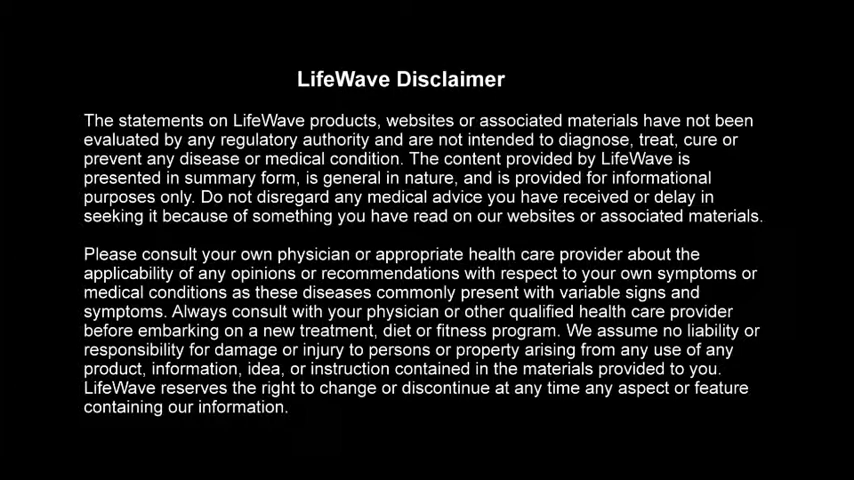 LifeWave Disclaimer
The statements on LifeWave products, websites or associated materials have not been
evaluated by any regulatory authority and are not intended to diagnose, treat, cure or
prevent any disease or medical condition. The content provided by LifeWave is
presented in summary form, is general in nature, and is provided for informational
purposes only. Do not disregard any medical advice you have received or delay in
seeking it because of something you have read on our websites or associated materials.
Please consult your own physician or appropriate health care provider about the
applicability of any opinions or recommendations with respect to your own symptoms or
medical conditions as these diseases commonly present with variable signs and
symptoms. Always consult with your physician or other qualified health care provider
before embarking on a new treatment, diet or fitness program. We assume no liability or
responsibility for damage or injury to persons or property arising from any use of any
product, information, idea, or instruction contained in the materials provided to you.
LifeWave reserves the right to change or discontinue at any time any aspect or feature
containing our information.